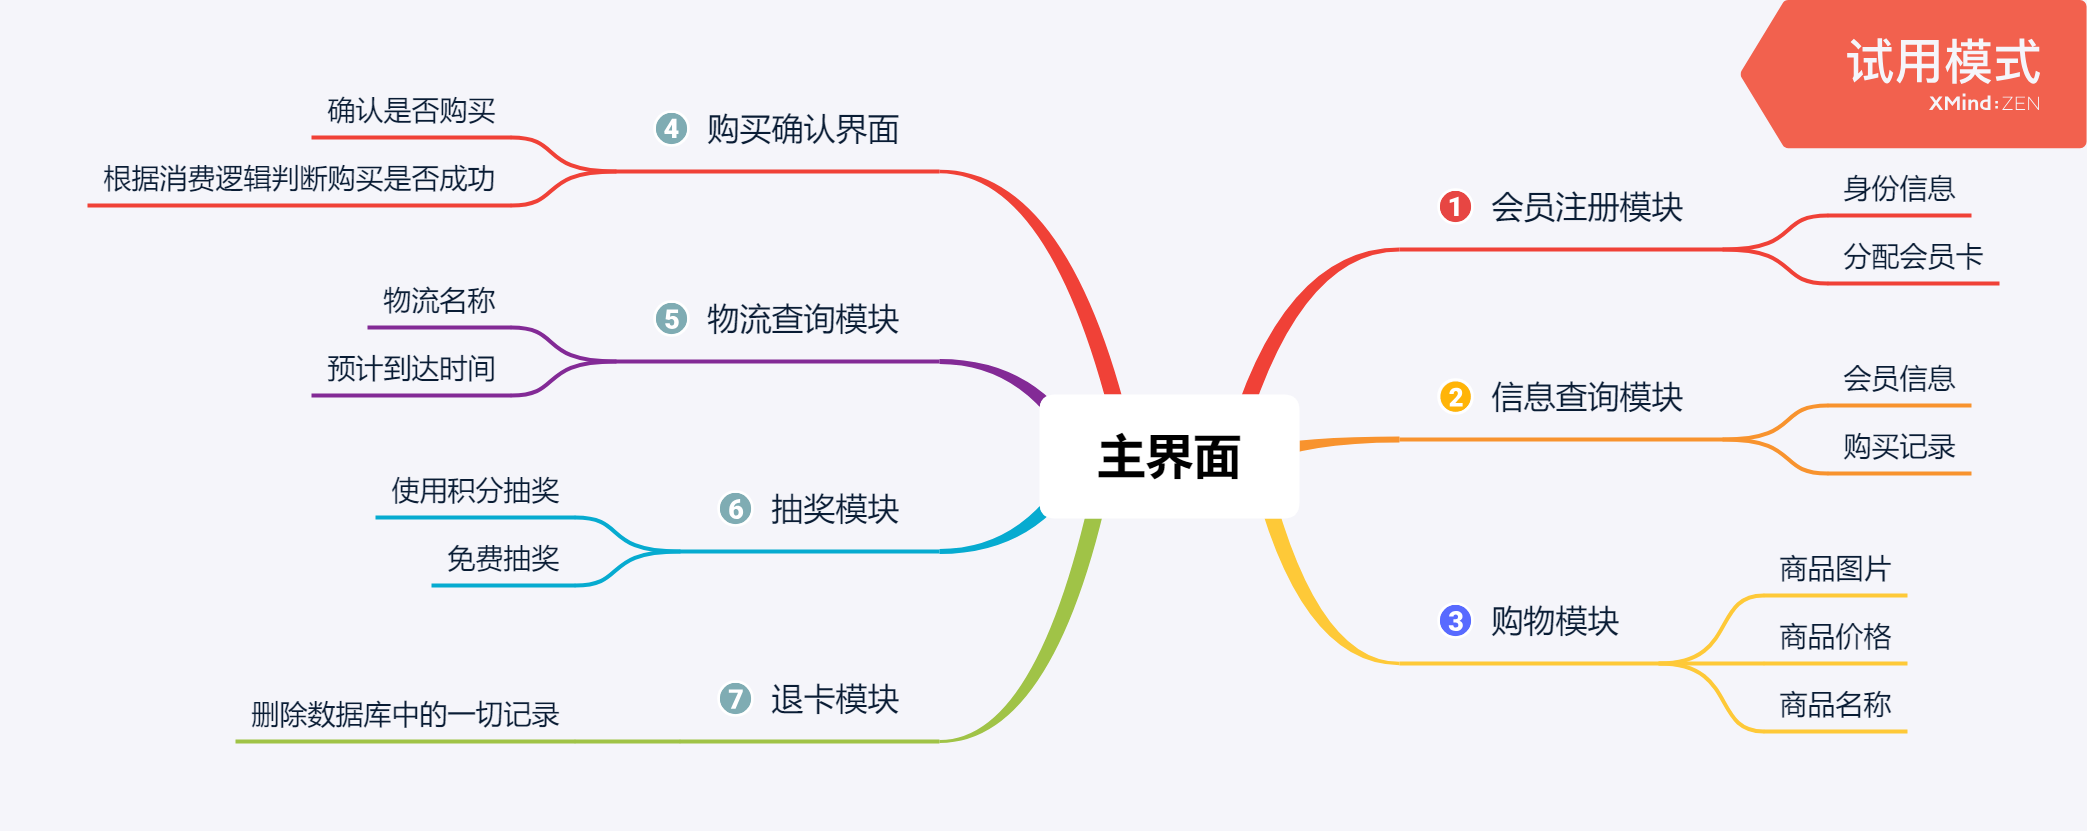 试用模式
XMind:ZEN
主界面
1 会员注册模块
身份信息
分配会员卡
2 信息查询模块
会员信息
购买记录
3 购物模块
商品图片
商品价格
商品名称
4 购买确认界面
确认是否购买
根据消费逻辑判断购买是否成功
5 物流查询模块
物流名称
预计到达时间
6 抽奖模块
使用积分抽奖
免费抽奖
7 退卡模块
删除数据库中的一切记录